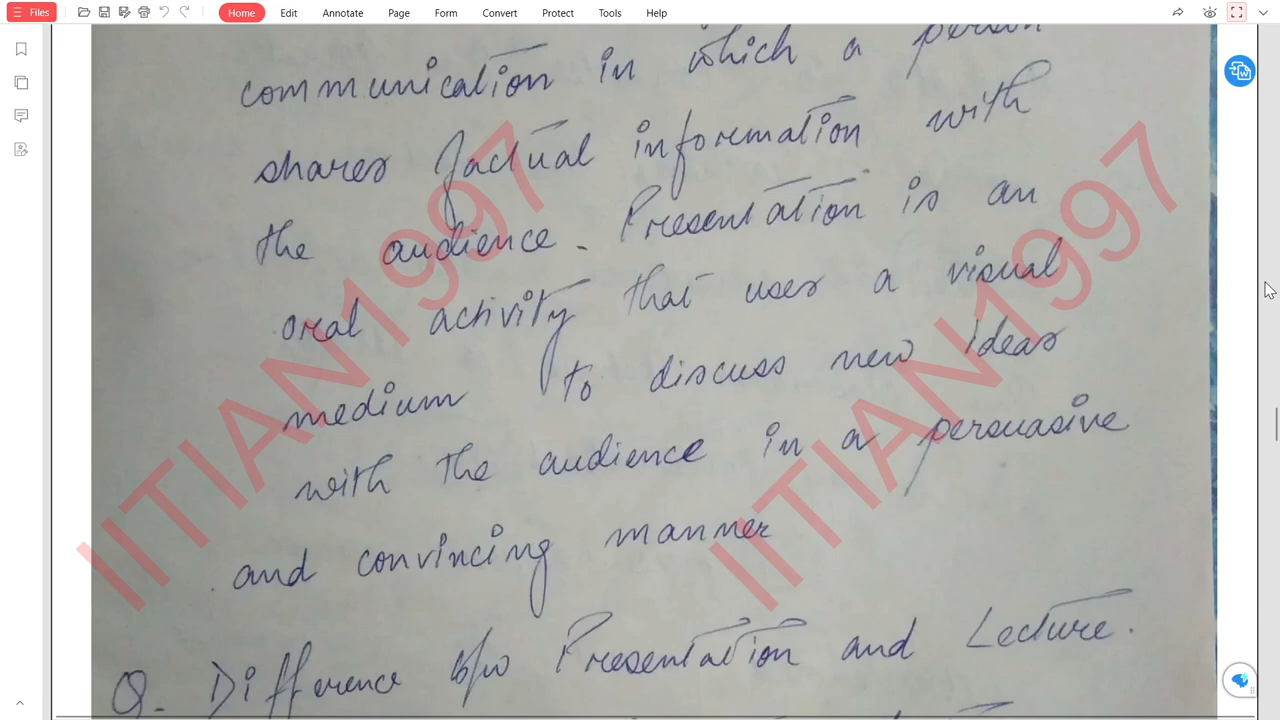 Files
Home Edit Annotate Page Form Convert Protect Tools Help
communication in which a person
shares factual information with
the audience. Presentation is an
oral activity that uses a visual
medium to discuss new ideas
with the audience in a persuasive
and convincing manner
Q. Difference b/w Presentation and Lecture.
IITIAN1997
IITIAN1997